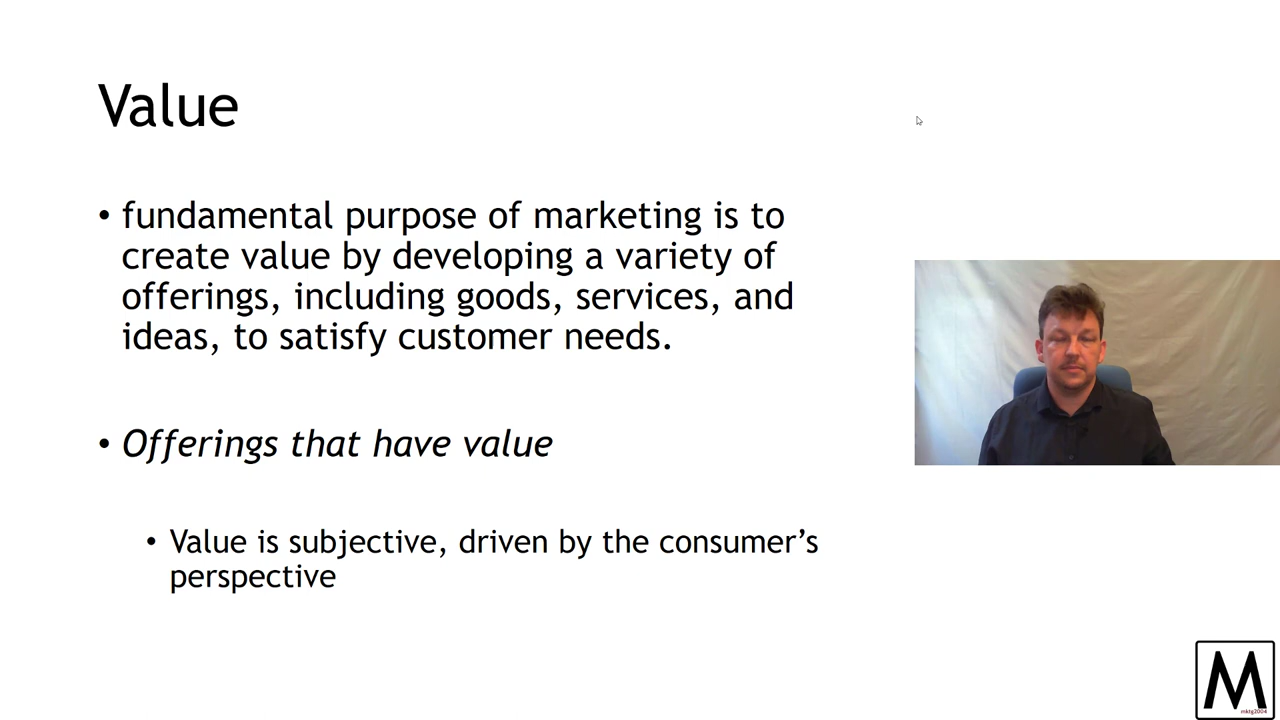 Value
• fundamental purpose of marketing is to
create value by developing a variety of
offerings, including goods, services, and
ideas, to satisfy customer needs.
• Offerings that have value
• Value is subjective, driven by the consumer’s
perspective
M
mktg2004